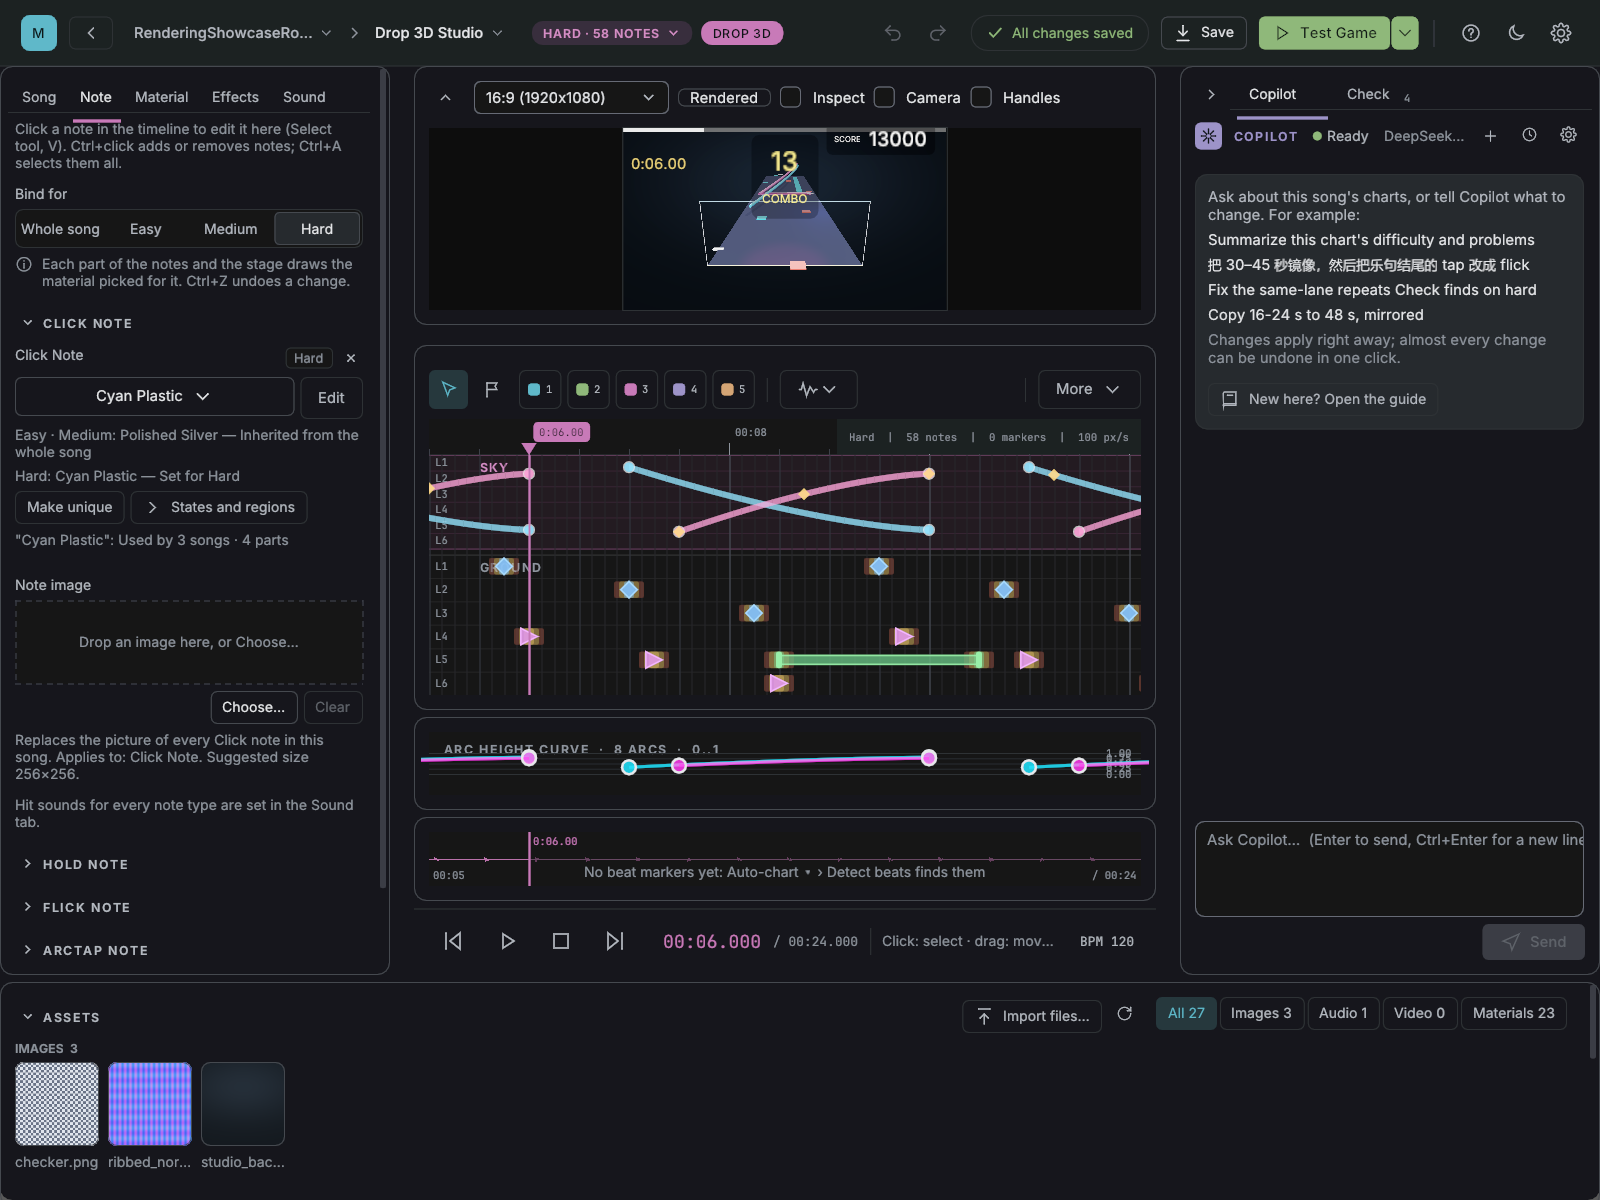 M
RenderingShowcaseRo...
Drop 3D Studio
HARD · 58 NOTES
DROP 3D
All changes saved
Save
Test Game
Song
Note
Material
Effects
Sound
Click a note in the timeline to edit it here (Select
tool, V). Ctrl+click adds or removes notes; Ctrl+A
selects them all.
Bind for
Whole song
Easy
Medium
Hard
Each part of the notes and the stage draws the
material picked for it. Ctrl+Z undoes a change.
CLICK NOTE
Click Note
Hard
Cyan Plastic
Edit
Easy · Medium: Polished Silver — Inherited from the
whole song
Hard: Cyan Plastic — Set for Hard
Make unique
States and regions
"Cyan Plastic": Used by 3 songs · 4 parts
Note image
Drop an image here, or Choose...
Choose...
Clear
Replaces the picture of every Click note in this
song. Applies to: Click Note. Suggested size
256×256.
Hit sounds for every note type are set in the Sound
tab.
HOLD NOTE
FLICK NOTE
ARCTAP NOTE
16:9 (1920x1080)
Rendered
Inspect
Camera
Handles
0:06.00
SCORE 13000
13
COMBO
1
2
3
4
5
More
0:06.00
00:08
Hard | 58 notes | 0 markers | 100 px/s
SKY
L1
L2
L3
L4
L5
L6
GROUND
L1
L2
L3
L4
L5
L6
ARC HEIGHT CURVE · 8 ARCS · 0..1
1.00
0.00
0:06.00
00:05
No beat markers yet: Auto-chart ▾ › Detect beats finds them
/ 00:24
00:06.000 / 00:24.000
Click: select · drag: mov...
BPM 120
Copilot
Check 4
COPILOT
Ready
DeepSeek...
Ask about this song's charts, or tell Copilot what to
change. For example:
Summarize this chart's difficulty and problems
把 30–45 秒镜像，然后把乐句结尾的 tap 改成 flick
Fix the same-lane repeats Check finds on hard
Copy 16-24 s to 48 s, mirrored
Changes apply right away; almost every change
can be undone in one click.
New here? Open the guide
Ask Copilot... (Enter to send, Ctrl+Enter for a new line
Send
ASSETS
Import files...
All 27
Images 3
Audio 1
Video 0
Materials 23
IMAGES 3
checker.png
ribbed_nor...
studio_bac...